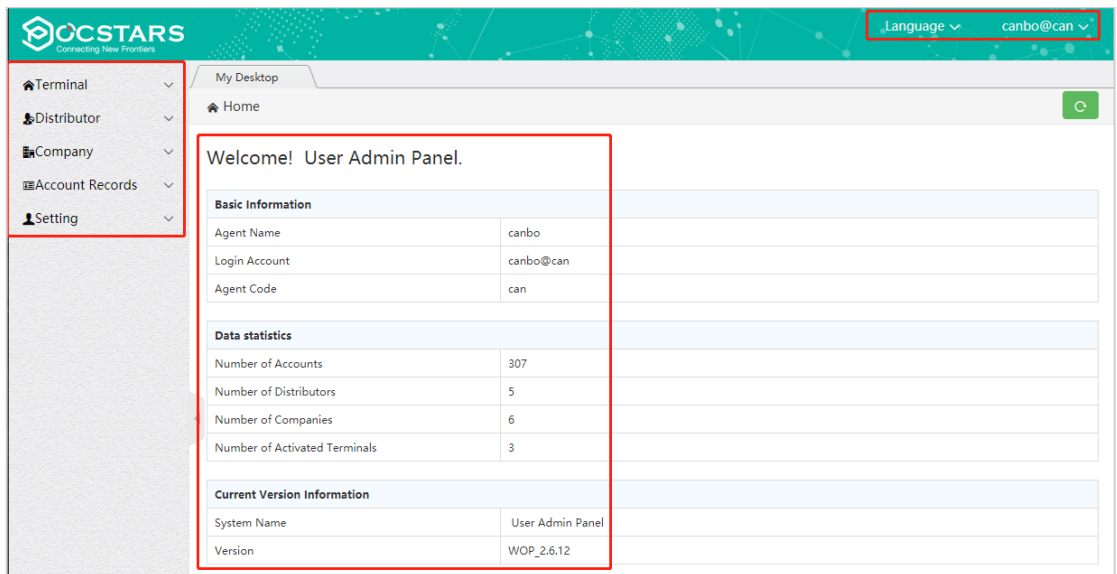 POCSTARS
Connecting New Frontiers
Language
canbo@can
Terminal
Distributor
Company
Account Records
Setting
My Desktop
Home
Welcome! User Admin Panel.
Basic Information
Agent Name canbo
Login Account canbo@can
Agent Code can
Data statistics
Number of Accounts 307
Number of Distributors 5
Number of Companies 6
Number of Activated Terminals 3
Current Version Information
System Name User Admin Panel
Version WOP_2.6.12